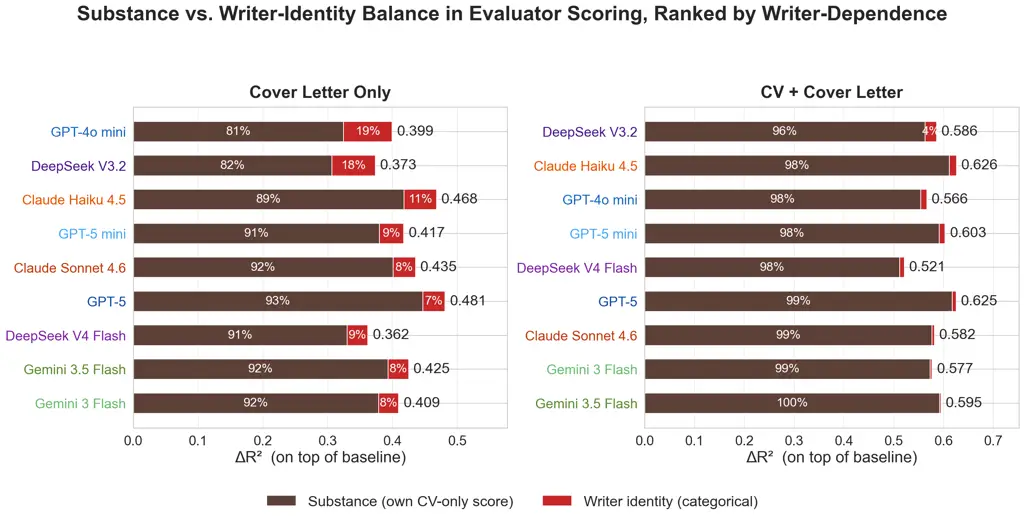 Substance vs. Writer-Identity Balance in Evaluator Scoring, Ranked by Writer-Dependence
Cover Letter Only
GPT-4o mini 81% 19% 0.399
DeepSeek V3.2 82% 18% 0.373
Claude Haiku 4.5 89% 11% 0.468
GPT-5 mini 91% 9% 0.417
Claude Sonnet 4.6 92% 8% 0.435
GPT-5 93% 7% 0.481
DeepSeek V4 Flash 91% 9% 0.362
Gemini 3.5 Flash 92% 8% 0.425
Gemini 3 Flash 92% 8% 0.409
0.0 0.1 0.2 0.3 0.4 0.5
ΔR² (on top of baseline)
CV + Cover Letter
DeepSeek V3.2 96% 4% 0.586
Claude Haiku 4.5 98% 0.626
GPT-4o mini 98% 0.566
GPT-5 mini 98% 0.603
DeepSeek V4 Flash 98% 0.521
GPT-5 99% 0.625
Claude Sonnet 4.6 99% 0.582
Gemini 3 Flash 99% 0.577
Gemini 3.5 Flash 100% 0.595
0.0 0.1 0.2 0.3 0.4 0.5 0.6 0.7
ΔR² (on top of baseline)
Substance (own CV-only score) Writer identity (categorical)